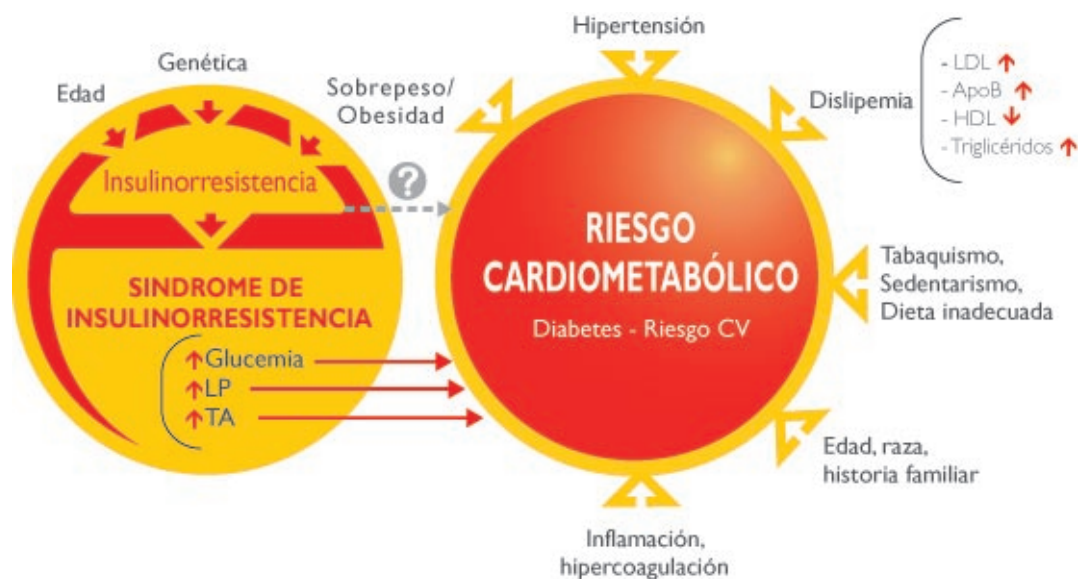 Genética
Edad
Insulinorresistencia
SINDROME DE
INSULINORRESISTENCIA
Glucemia
LP
TA
Sobrepeso/
Obesidad
?
Hipertensión
Dislipemia
- LDL
- ApoB
- HDL
- Triglicéridos
RIESGO
CARDIOMETABÓLICO
Diabetes - Riesgo CV
Tabaquismo,
Sedentarismo,
Dieta inadecuada
Edad, raza,
historia familiar
Inflamación,
hipercoagulación